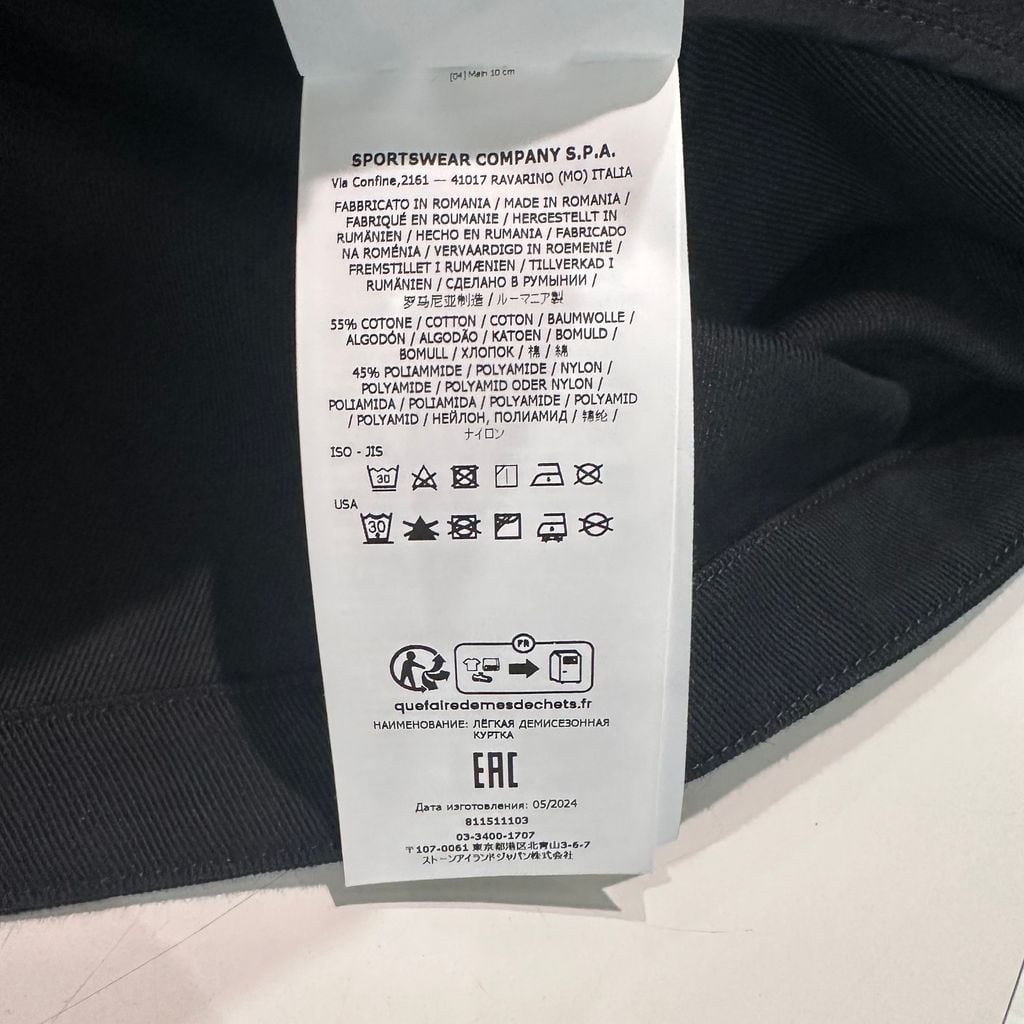 [04] Main 10 cm
SPORTSWEAR COMPANY S.P.A.
Via Confine,2161 — 41017 RAVARINO (MO) ITALIA
FABBRICATO IN ROMANIA / MADE IN ROMANIA /
FABRIQUÉ EN ROUMANIE / HERGESTELLT IN
RUMÄNIEN / HECHO EN RUMANIA / FABRICADO
NA ROMÉNIA / VERVAARDIGD IN ROEMENIË /
FREMSTILLET I RUMÆNIEN / TILLVERKAD I
RUMÄNIEN / СДЕЛАНО В РУМЫНИИ /
罗马尼亚制造 / ルーマニア製
55% COTONE / COTTON / COTON / BAUMWOLLE /
ALGODÓN / ALGODÃO / KATOEN / BOMULD /
BOMULL / ХЛОПОК / 棉 / 綿
45% POLIAMMIDE / POLYAMIDE / NYLON /
POLYAMIDE / POLYAMID ODER NYLON /
POLIAMIDA / POLIAMIDA / POLYAMIDE / POLYAMID
/ POLYAMID / НЕЙЛОН, ПОЛИАМИД / 锦纶 /
ナイロン
ISO - JIS
30
USA
30
FR
quefairedemesdechets.fr
НАИМЕНОВАНИЕ: ЛЁГКАЯ ДЕМИСЕЗОННАЯ
КУРТКА
EAC
Дата изготовления: 05/2024
811511103
03-3400-1707
〒107-0061 東京都港区北青山3-6-7
ストーンアイランドジャパン株式会社